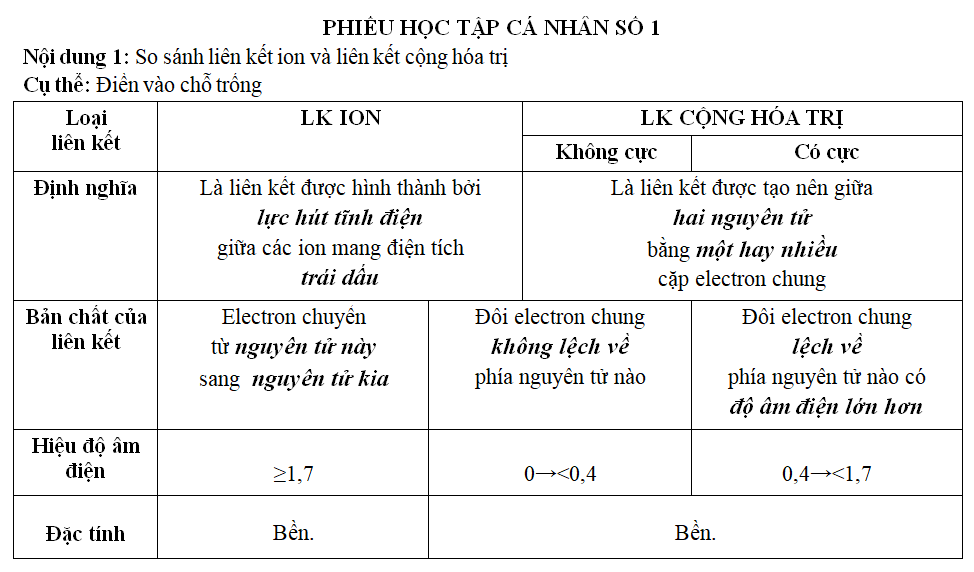 PHIẾU HỌC TẬP CÁ NHÂN SỐ 1
Nội dung 1: So sánh liên kết ion và liên kết cộng hóa trị
Cụ thể: Điền vào chỗ trống
Loại
liên kết
LK ION
LK CỘNG HÓA TRỊ
Không cực
Có cực
Định nghĩa
Là liên kết được hình thành bởi
lực hút tĩnh điện
giữa các ion mang điện tích
trái dấu
Là liên kết được tạo nên giữa
hai nguyên tử
bằng một hay nhiều
cặp electron chung
Bản chất của
liên kết
Electron chuyển
từ nguyên tử này
sang nguyên tử kia
Đôi electron chung
không lệch về
phía nguyên tử nào
Đôi electron chung
lệch về
phía nguyên tử nào có
độ âm điện lớn hơn
Hiệu độ âm
điện
≥1,7
0→<0,4
0,4→<1,7
Đặc tính
Bền.
Bền.